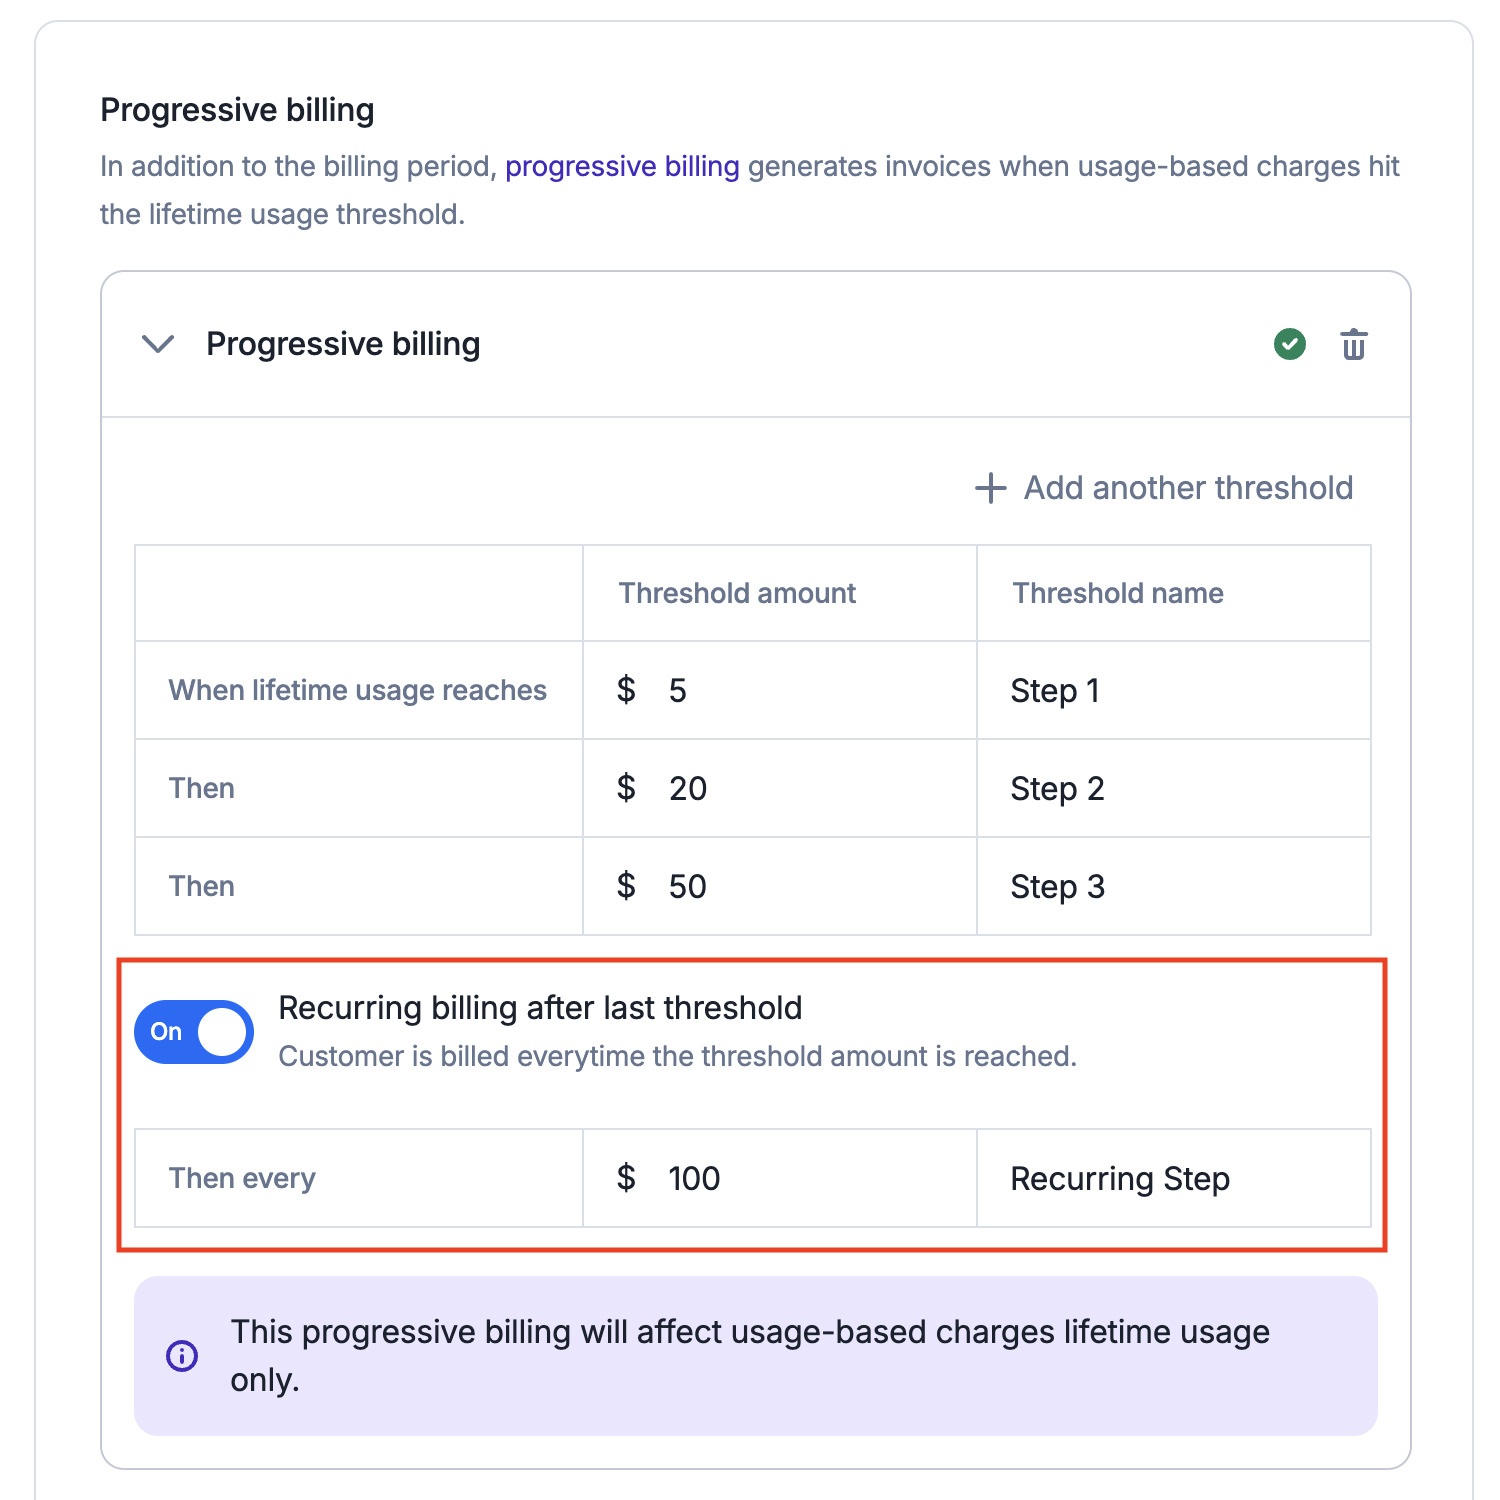 Progressive billing
In addition to the billing period, progressive billing generates invoices when usage-based charges hit
the lifetime usage threshold.
Progressive billing
Add another threshold
Threshold amount Threshold name
When lifetime usage reaches $ 5 Step 1
Then $ 20 Step 2
Then $ 50 Step 3
On Recurring billing after last threshold
Customer is billed everytime the threshold amount is reached.
Then every $ 100 Recurring Step
This progressive billing will affect usage-based charges lifetime usage
only.